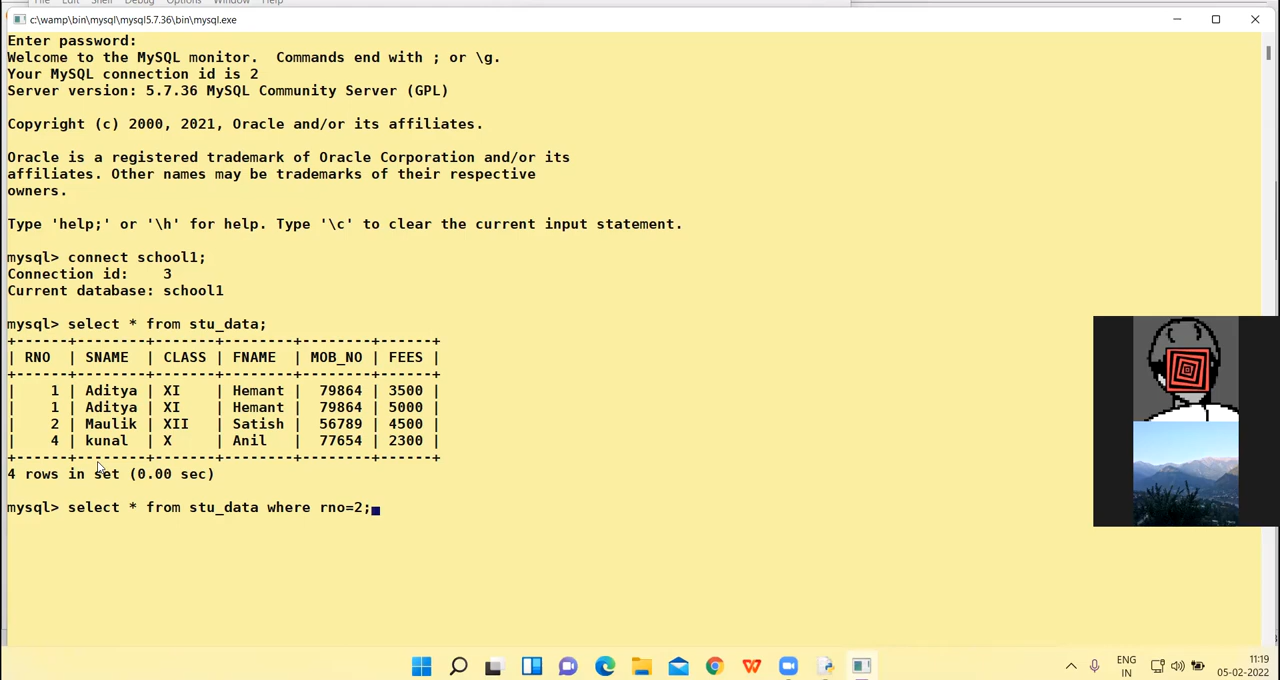 File Edit Shell Debug Options Window Help
c:\wamp\bin\mysql\mysql5.7.36\bin\mysql.exe
Enter password:
Welcome to the MySQL monitor.  Commands end with ; or \g.
Your MySQL connection id is 2
Server version: 5.7.36 MySQL Community Server (GPL)
Copyright (c) 2000, 2021, Oracle and/or its affiliates.
Oracle is a registered trademark of Oracle Corporation and/or its
affiliates. Other names may be trademarks of their respective
owners.
Type 'help;' or '\h' for help. Type '\c' to clear the current input statement.
mysql> connect school1;
Connection id:    3
Current database: school1
mysql> select * from stu_data;
+------+--------+-------+--------+--------+------+
| RNO  | SNAME  | CLASS | FNAME  | MOB_NO | FEES |
+------+--------+-------+--------+--------+------+
|    1 | Aditya | XI    | Hemant |  79864 | 3500 |
|    1 | Aditya | XI    | Hemant |  79864 | 5000 |
|    2 | Maulik | XII   | Satish |  56789 | 4500 |
|    4 | kunal  | X     | Anil   |  77654 | 2300 |
+------+--------+-------+--------+--------+------+
4 rows in set (0.00 sec)
mysql> select * from stu_data where rno=2;
ENG
IN
11:19
05-02-2022